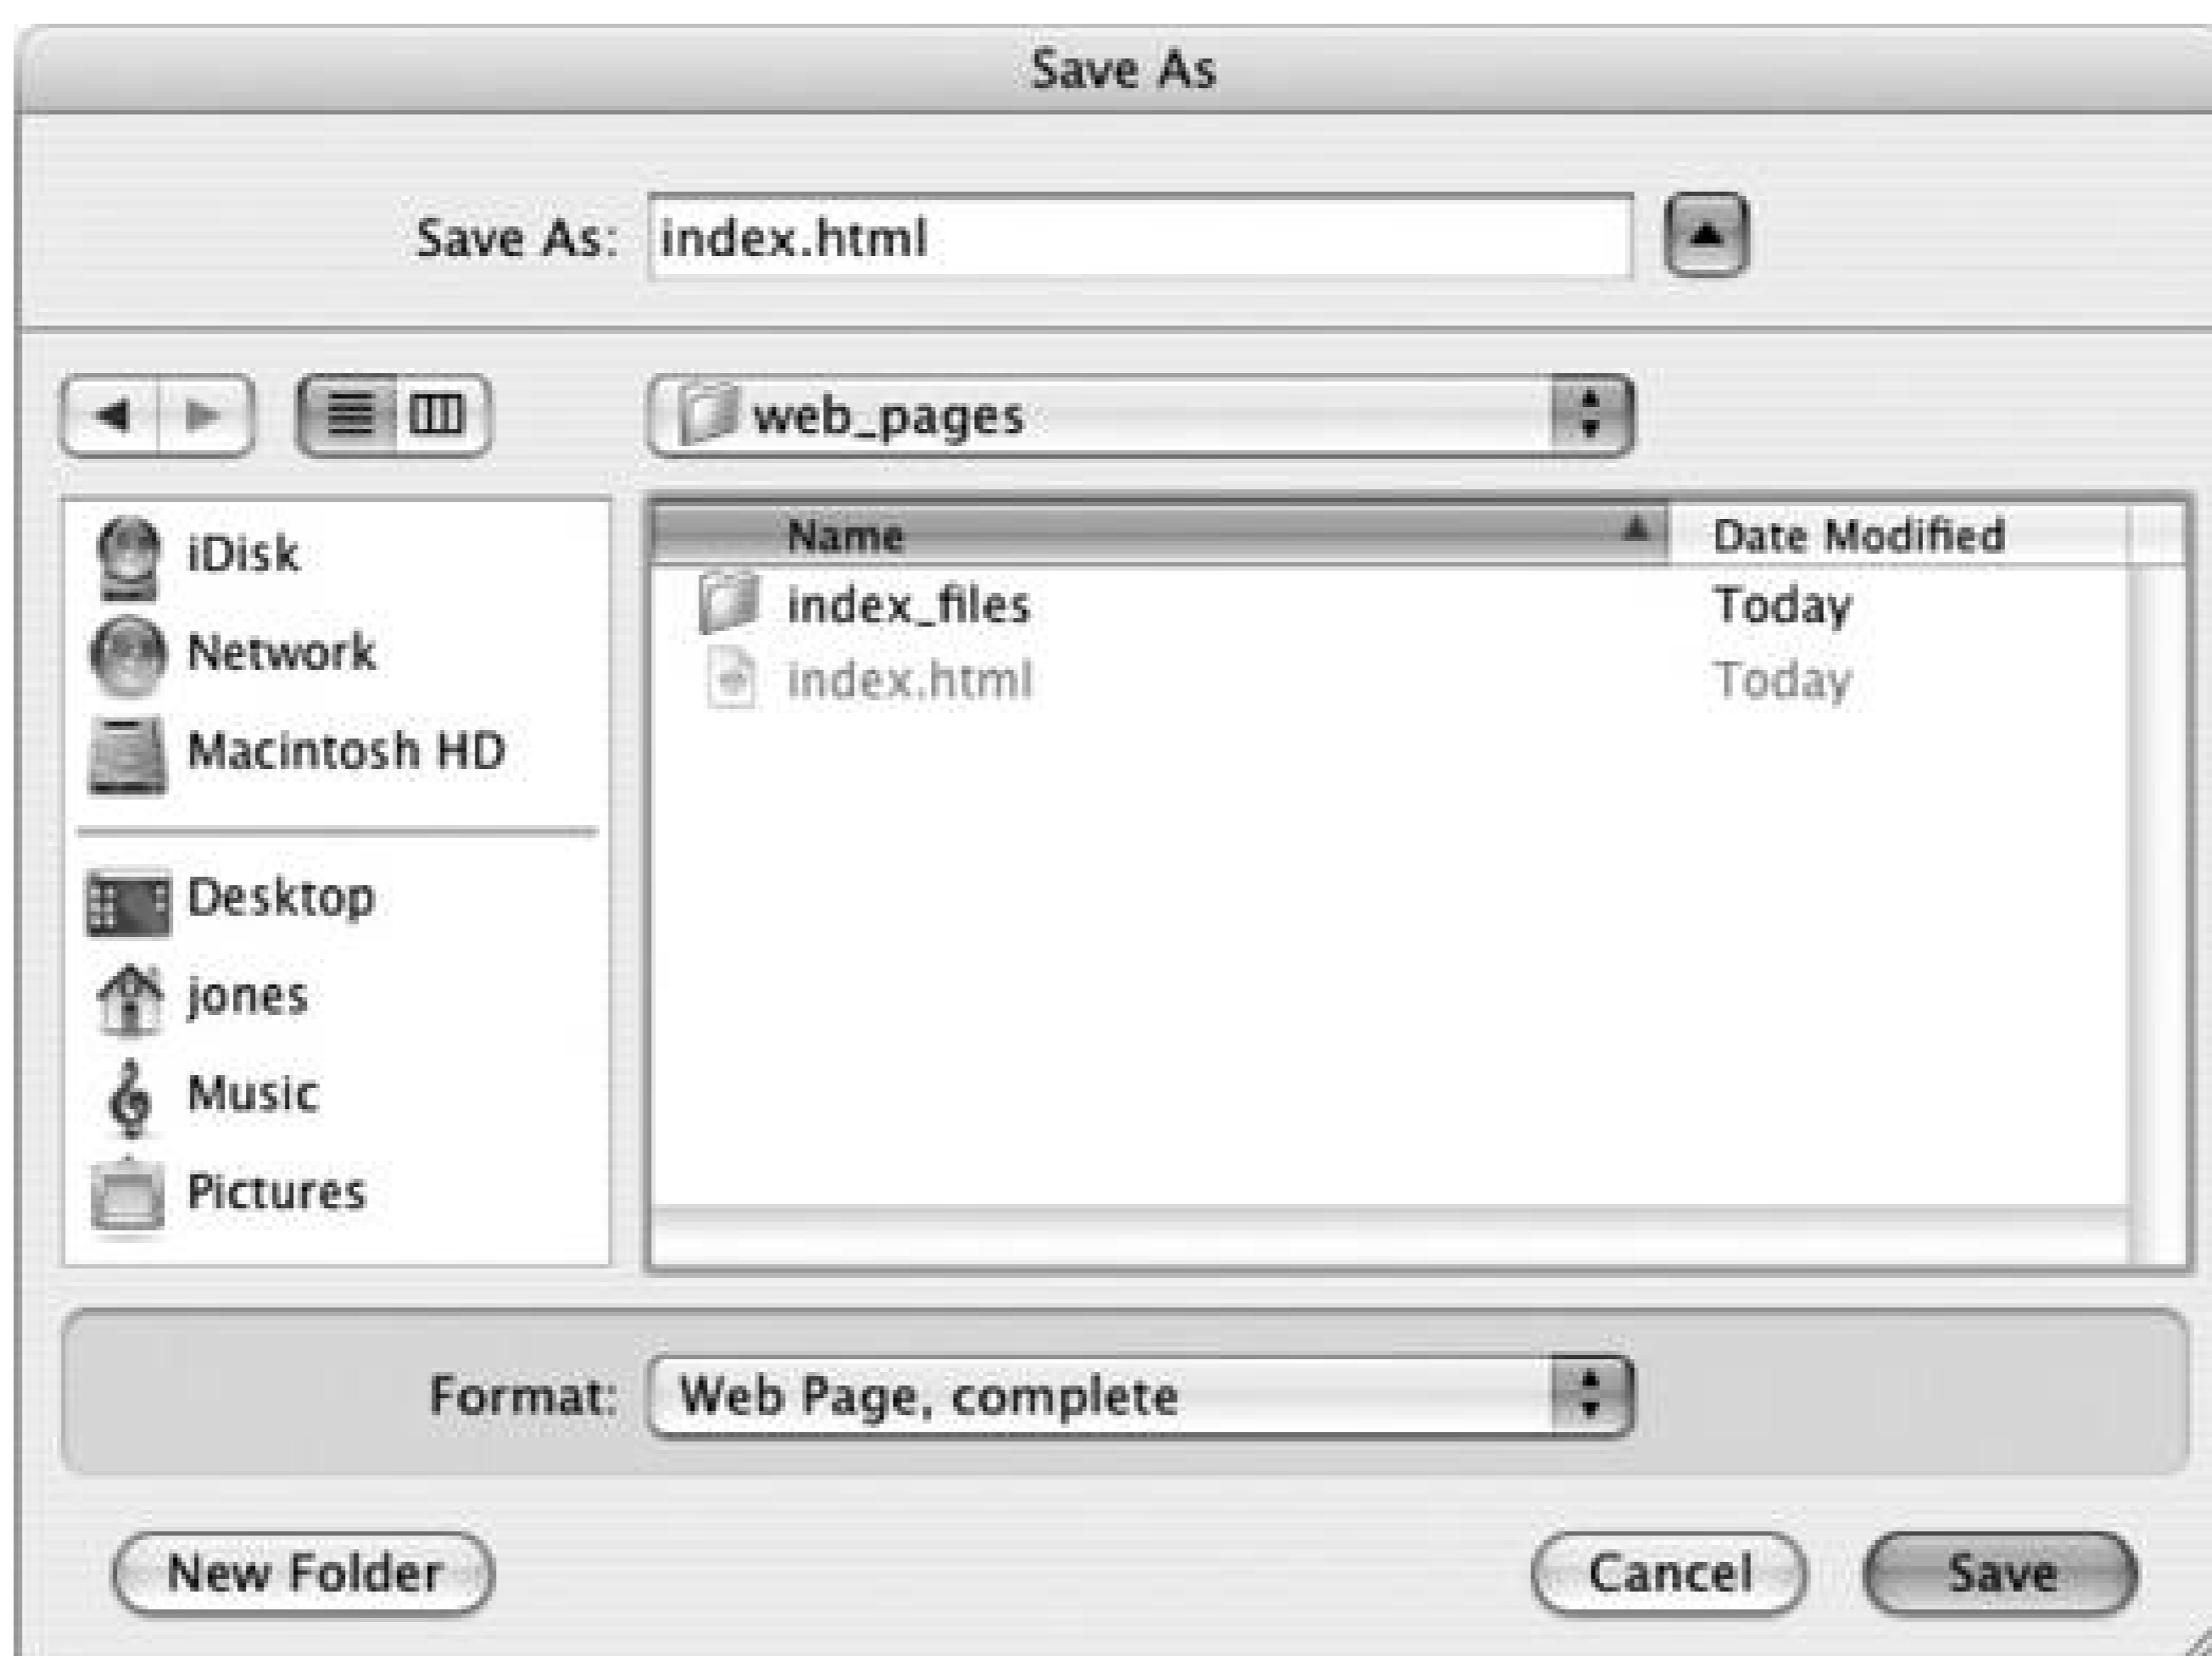 Save As
Save As: index.html
web_pages
iDisk
Network
Macintosh HD
Desktop
jones
Music
Pictures
Name Date Modified
index_files Today
index.html Today
Format: Web Page, complete
New Folder Cancel Save